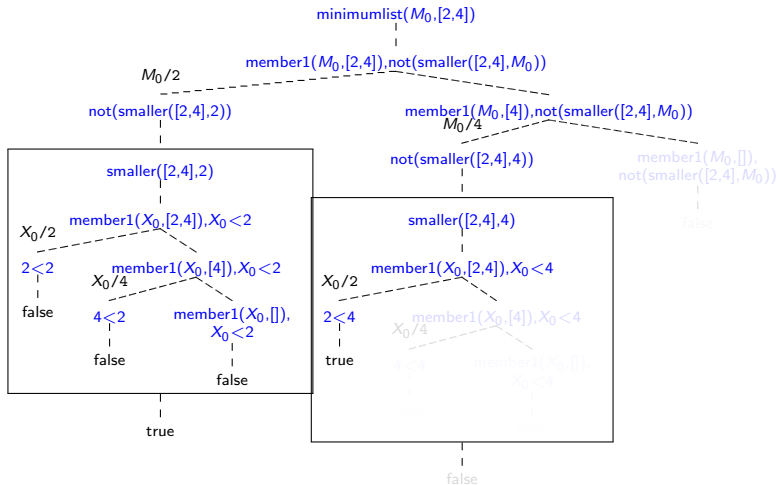 minimumlist(M₀,[2,4])
member1(M₀,[2,4]),not(smaller([2,4],M₀))
M₀/2
not(smaller([2,4],2))
member1(M₀,[4]),not(smaller([2,4],M₀))
M₀/4
not(smaller([2,4],4))
member1(M₀,[]),
not(smaller([2,4],M₀))
false
smaller([2,4],2)
member1(X₀,[2,4]),X₀<2
X₀/2
2<2
false
member1(X₀,[4]),X₀<2
X₀/4
4<2
false
member1(X₀,[]),
X₀<2
false
true
smaller([2,4],4)
member1(X₀,[2,4]),X₀<4
X₀/2
2<4
true
member1(X₀,[4]),X₀<4
X₀/4
4<4
member1(X₀,[]),
X₀<4
false